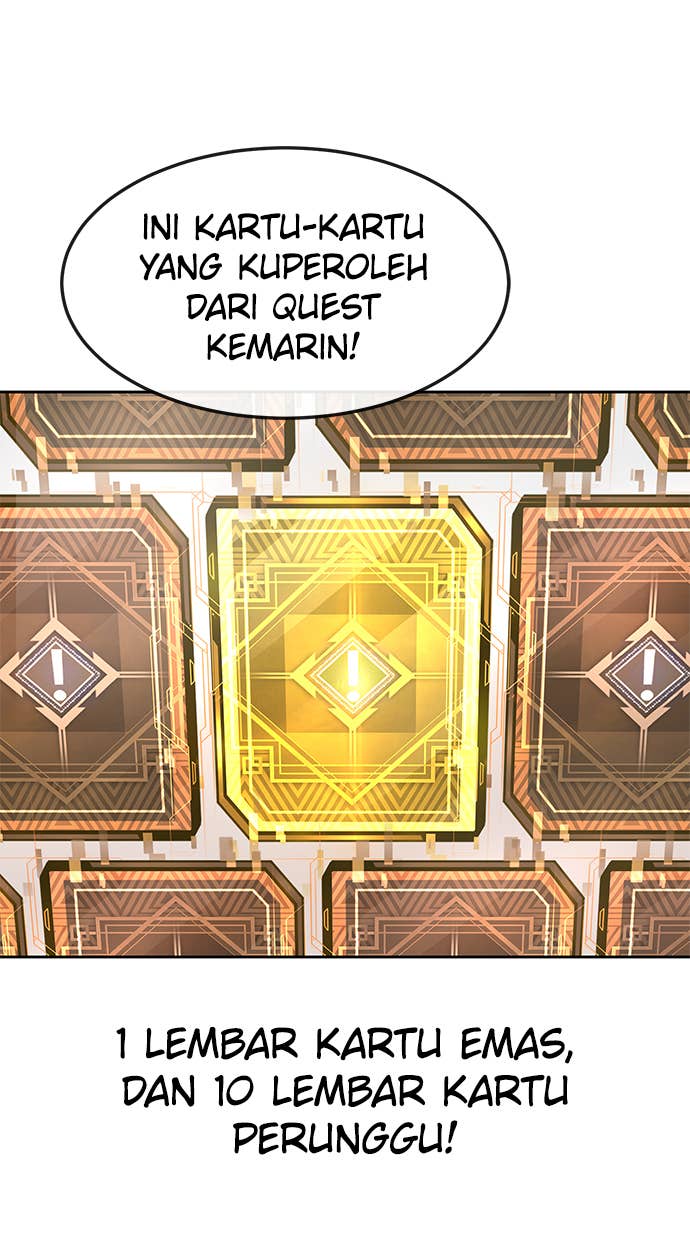 INI KARTU-KARTU
YANG KUPEROLEH
DARI QUEST
KEMARIN!
!
!
!
1 LEMBAR KARTU EMAS,
DAN 10 LEMBAR KARTU
PERUNGGU!